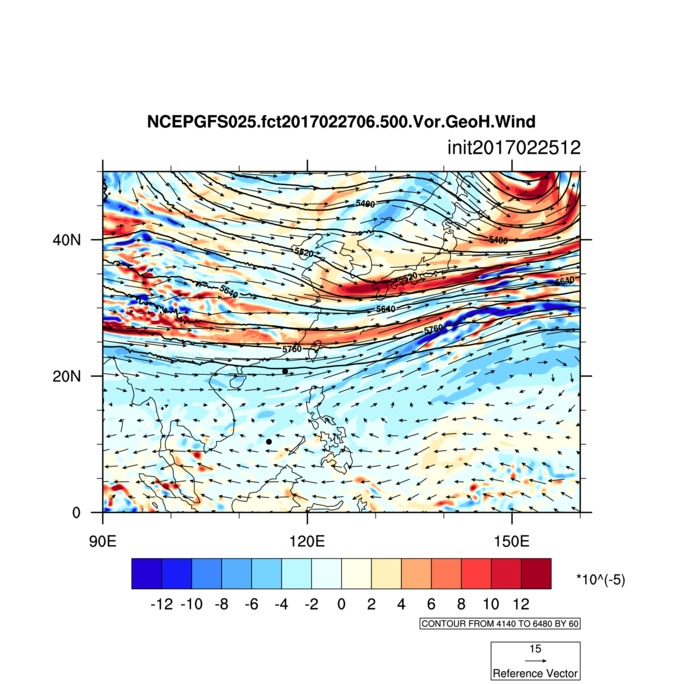 NCEPGFS025.fct2017022706.500.Vor.GeoH.Wind
init2017022512
5490
5400
40N
5520
5520
5640
5640
5640
5760
5760
20N
0
90E 120E 150E
*10^(-5)
-12 -10 -8 -6 -4 -2 0 2 4 6 8 10 12
CONTOUR FROM 4140 TO 6480 BY 60
15
Reference Vector